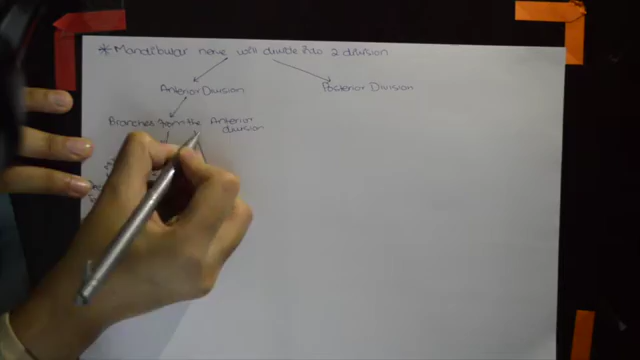 * Mandibular nerve will divide into 2 division
Anterior Division
Posterior Division
Branches from the Anterior
division